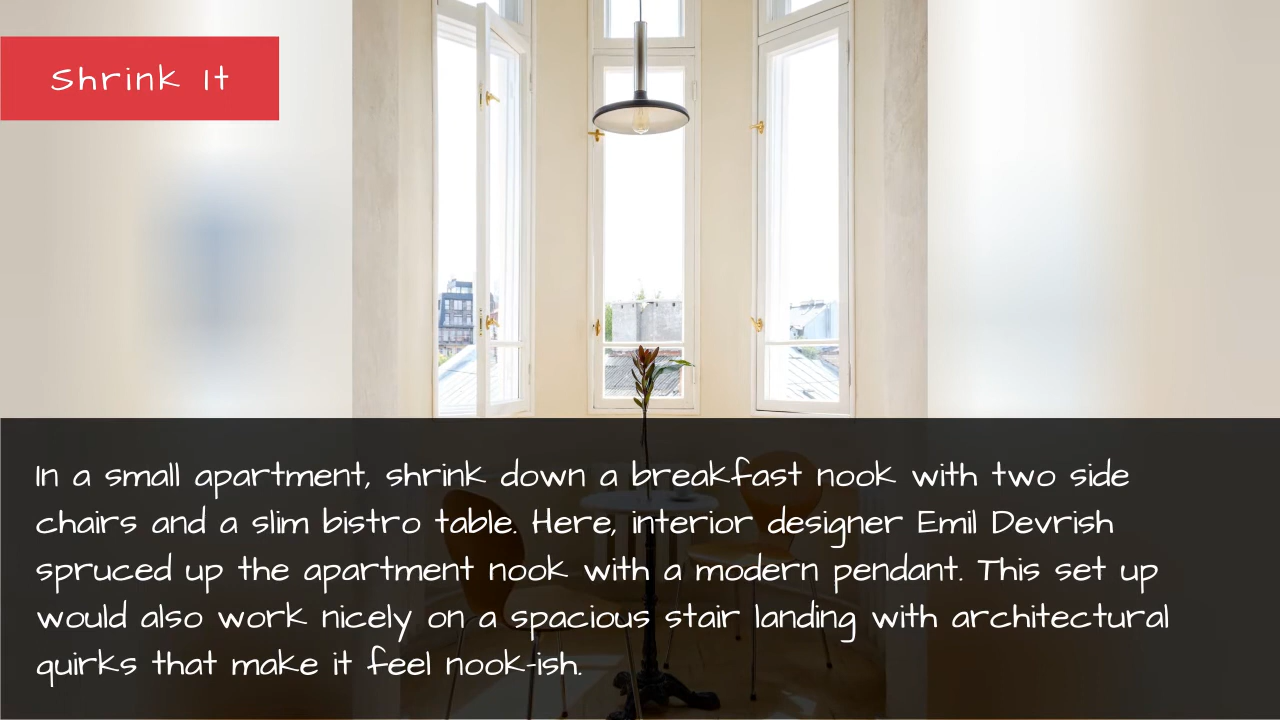 Shrink It
In a small apartment, shrink down a breakfast nook with two side
chairs and a slim bistro table. Here, interior designer Emil Devrish
spruced up the apartment nook with a modern pendant. This set up
would also work nicely on a spacious stair landing with architectural
quirks that make it feel nook-ish.